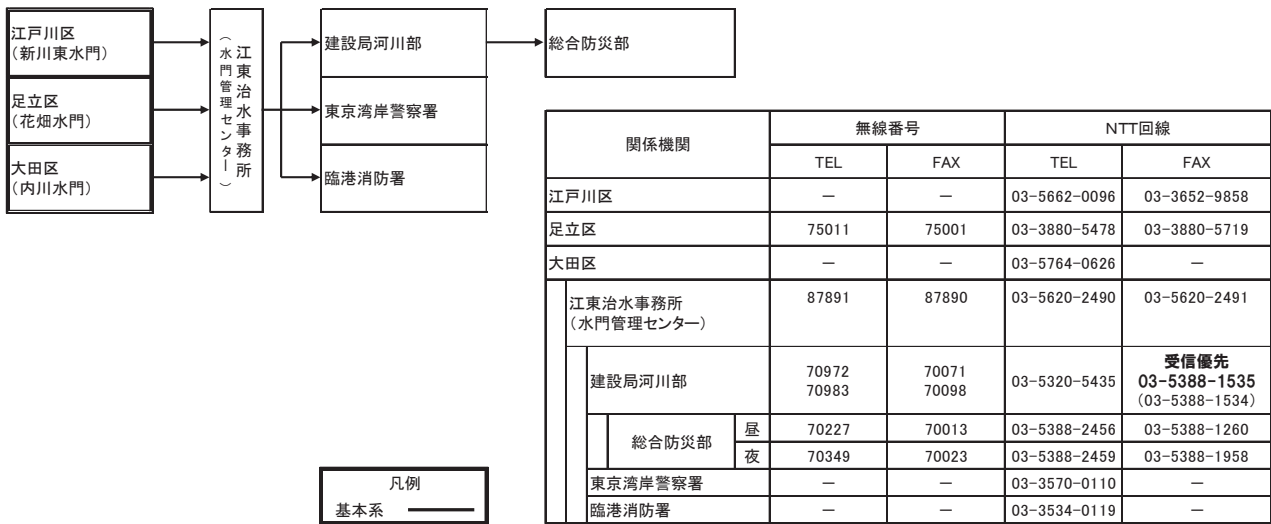 江戸川区
（新川東水門）
足立区
（花畑水門）
大田区
（内川水門）
江東治水事務所
（水門管理センター）
建設局河川部
東京湾岸警察署
臨港消防署
総合防災部
関係機関 無線番号 NTT回線
TEL FAX TEL FAX
江戸川区 － － 03-5662-0096 03-3652-9858
足立区 75011 75001 03-3880-5478 03-3880-5719
大田区 － － 03-5764-0626 －
江東治水事務所 87891 87890 03-5620-2490 03-5620-2491
（水門管理センター）
受信優先
建設局河川部 70972 70071 03-5320-5435 03-5388-1535
70983 70098 （03-5388-1534）
総合防災部 昼 70227 70013 03-5388-2456 03-5388-1260
夜 70349 70023 03-5388-2459 03-5388-1958
東京湾岸警察署 － － 03-3570-0110 －
臨港消防署 － － 03-3534-0119 －
凡例
基本系